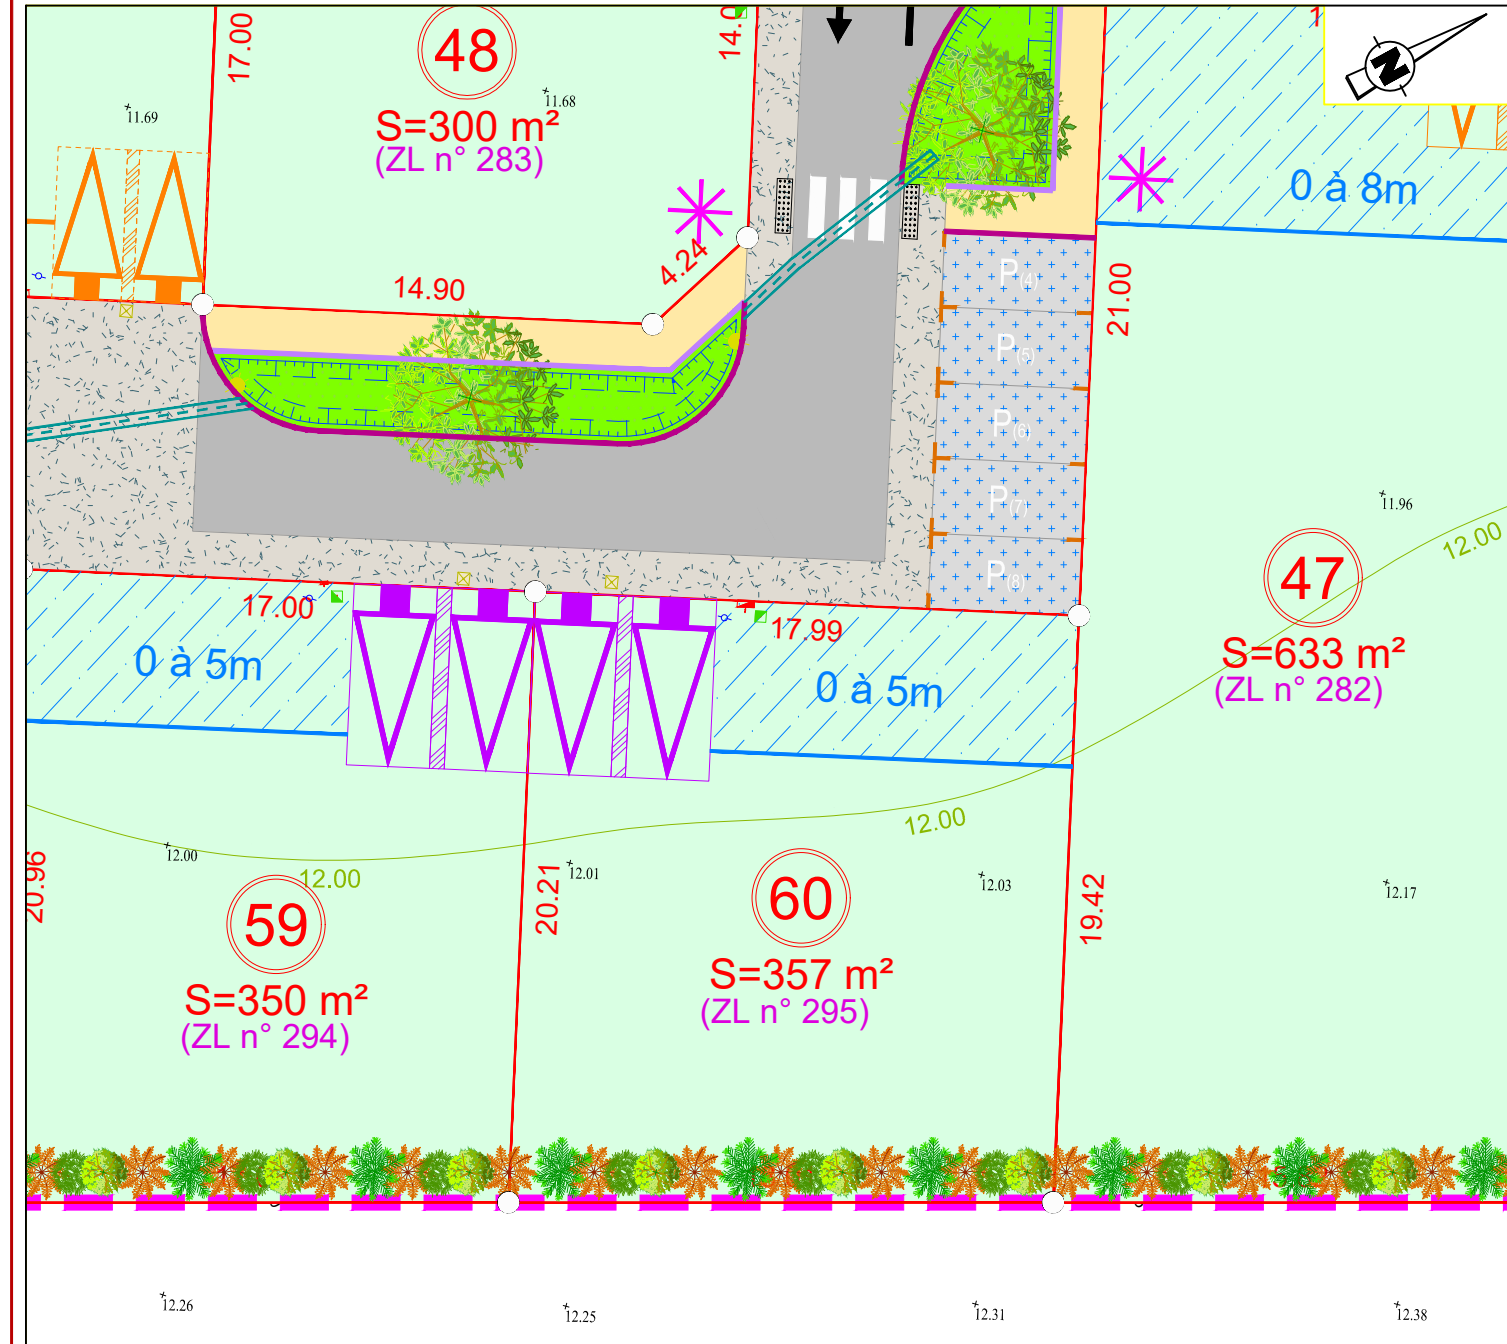 17.00
48
14.0
N
11.69
11.68
S=300 m²
(ZL n° 283)
0 à 8m
4.24
14.90
P(4)
21.00
P(5)
P(6)
P(7)
11.96
12.00
P(8)
47
17.00
17.99
S=633 m²
(ZL n° 282)
0 à 5m
0 à 5m
12.00
12.00
12.00
12.01
12.03
12.17
20.96
59
20.21
60
19.42
S=350 m²
(ZL n° 294)
S=357 m²
(ZL n° 295)
12.26
12.25
12.31
12.38